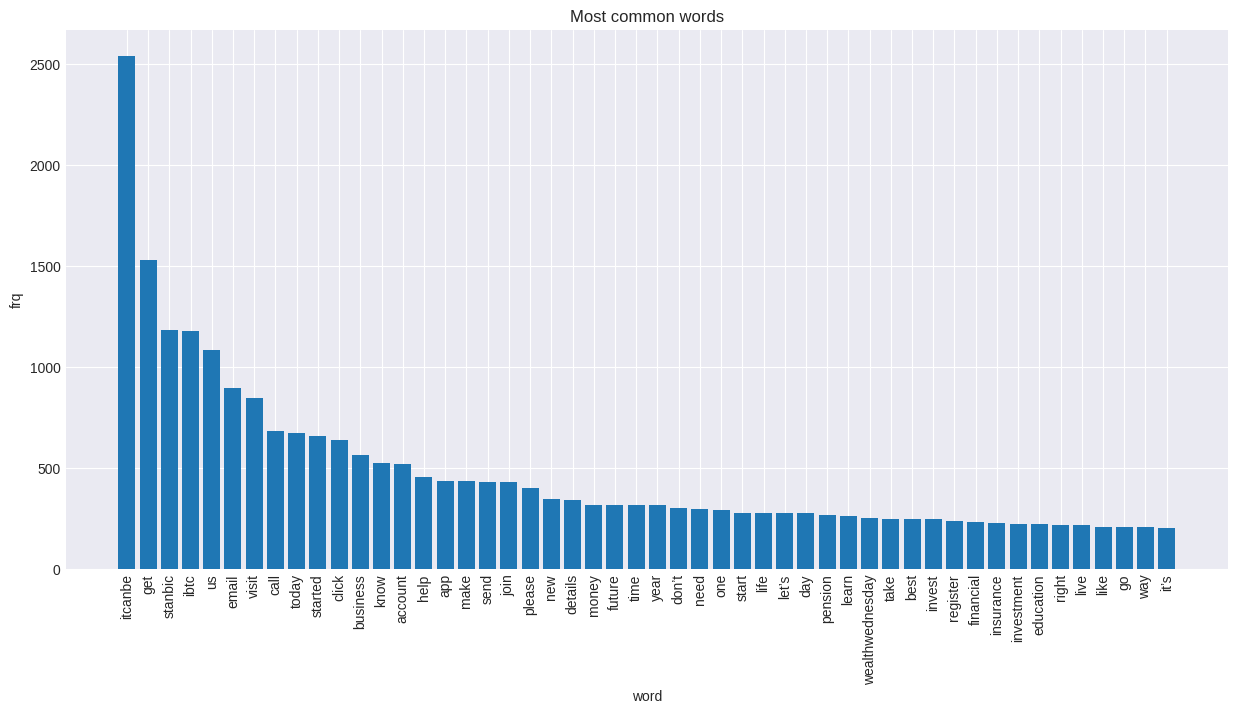 Most common words
2500
2000
1500
1000
500
0
frq
itcanbe
get
stanbic
ibtc
us
email
visit
call
today
started
click
business
know
account
help
app
make
send
join
please
new
details
money
future
time
year
don't
need
one
start
life
let's
day
pension
learn
wealthwednesday
take
best
invest
register
financial
insurance
investment
education
right
live
like
go
way
it's
word